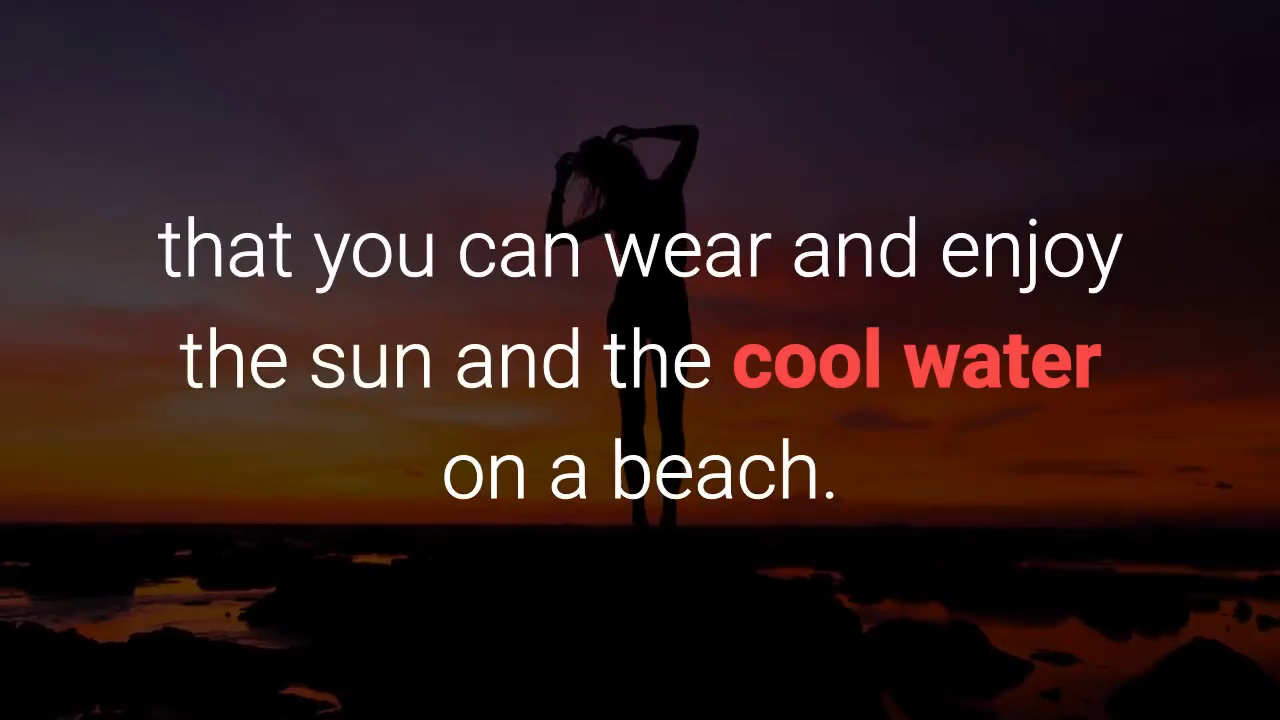 that you can wear and enjoy
the sun and the cool water
on a beach.